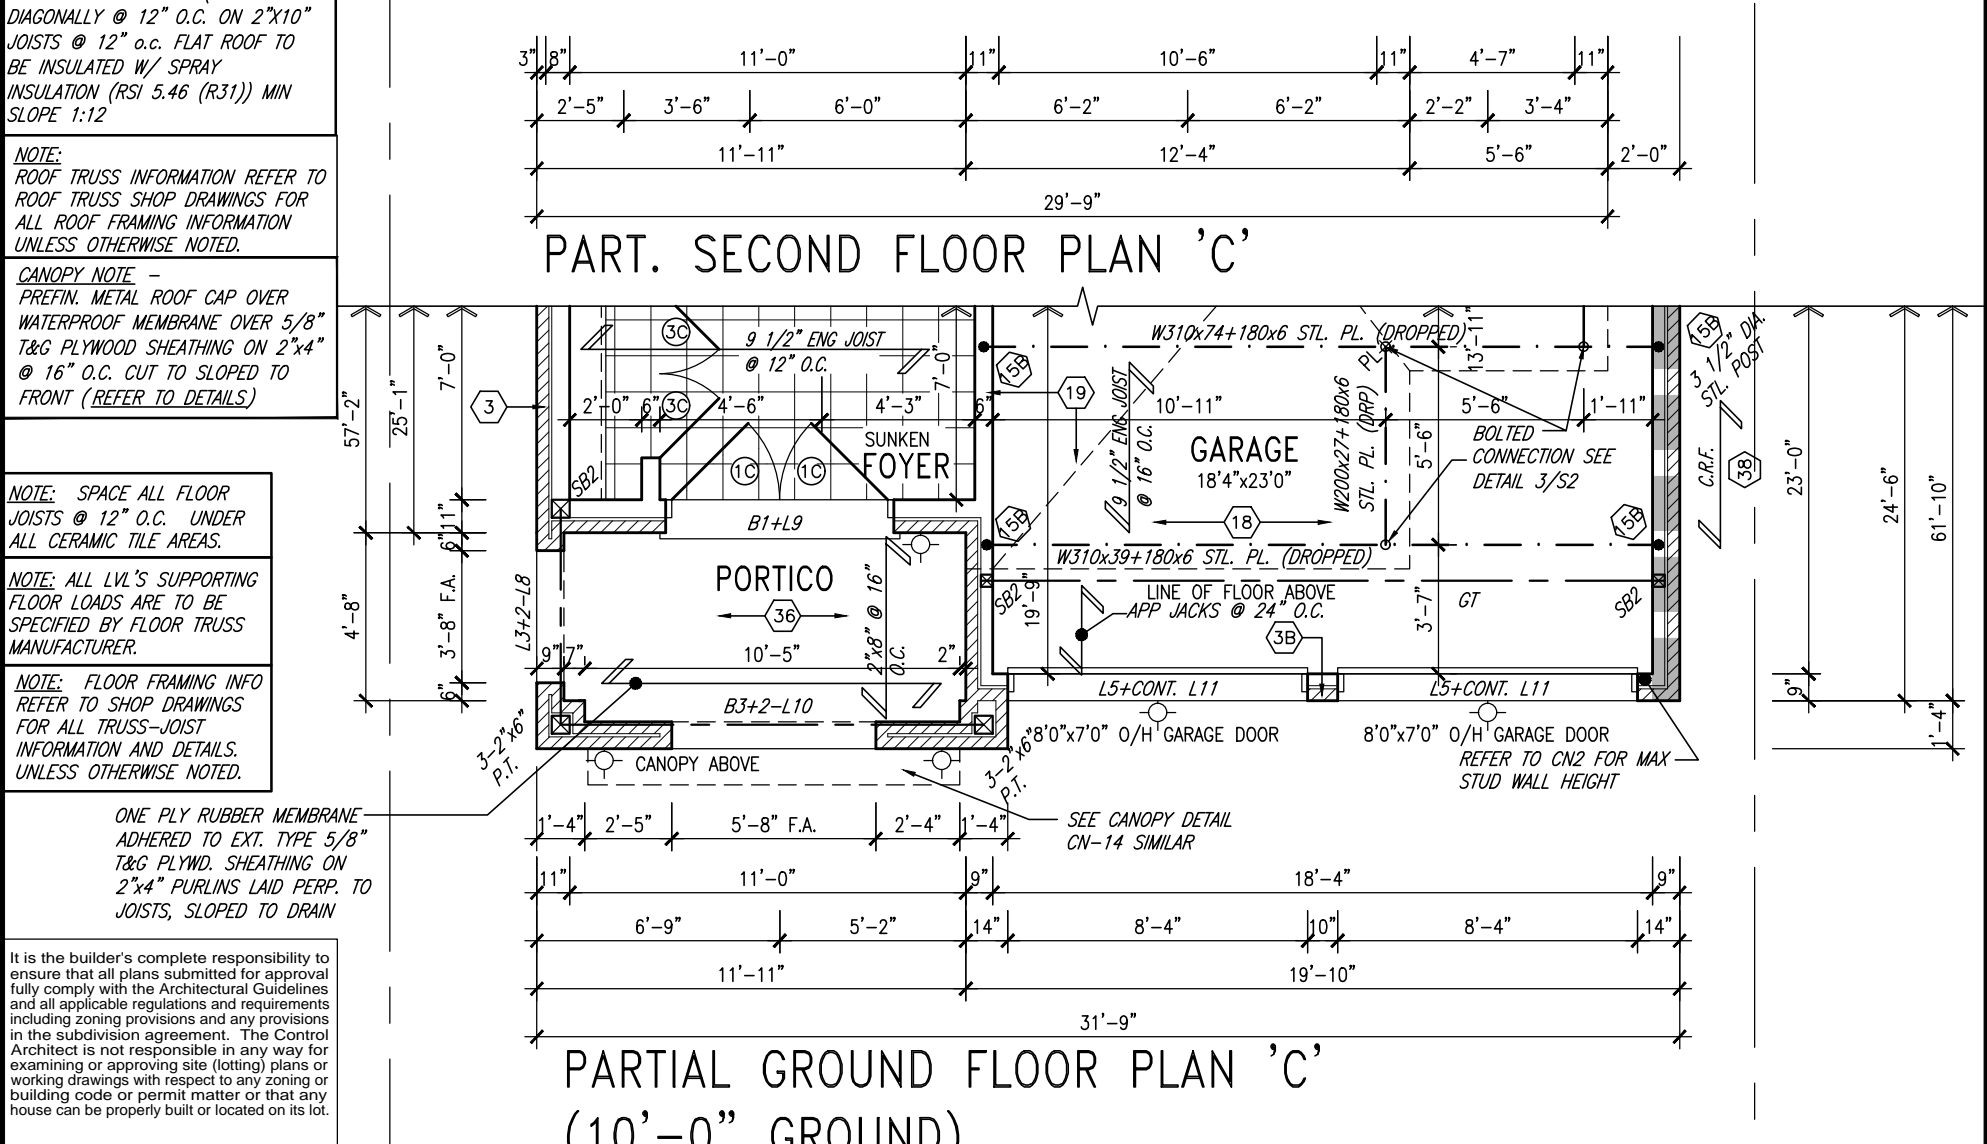 DIAGONALLY @ 12" O.C. ON 2"X10"
JOISTS @ 12" o.c. FLAT ROOF TO
BE INSULATED W/ SPRAY
INSULATION (RSI 5.46 (R31)) MIN
SLOPE 1:12
NOTE:
ROOF TRUSS INFORMATION REFER TO
ROOF TRUSS SHOP DRAWINGS FOR
ALL ROOF FRAMING INFORMATION
UNLESS OTHERWISE NOTED.
CANOPY NOTE -
PREFIN. METAL ROOF CAP OVER
WATERPROOF MEMBRANE OVER 5/8"
T&G PLYWOOD SHEATHING ON 2"x4"
@ 16" O.C. CUT TO SLOPED TO
FRONT (REFER TO DETAILS)
NOTE: SPACE ALL FLOOR
JOISTS @ 12" O.C. UNDER
ALL CERAMIC TILE AREAS.
NOTE: ALL LVL'S SUPPORTING
FLOOR LOADS ARE TO BE
SPECIFIED BY FLOOR TRUSS
MANUFACTURER.
NOTE: FLOOR FRAMING INFO
REFER TO SHOP DRAWINGS
FOR ALL TRUSS-JOIST
INFORMATION AND DETAILS.
UNLESS OTHERWISE NOTED.
ONE PLY RUBBER MEMBRANE
ADHERED TO EXT. TYPE 5/8"
T&G PLYWD. SHEATHING ON
2"x4" PURLINS LAID PERP. TO
JOISTS, SLOPED TO DRAIN
It is the builder's complete responsibility to
ensure that all plans submitted for approval
fully comply with the Architectural Guidelines
and all applicable regulations and requirements
including zoning provisions and any provisions
in the subdivision agreement. The Control
Architect is not responsible in any way for
examining or approving site (lotting) plans or
working drawings with respect to any zoning or
building code or permit matter or that any
house can be properly built or located on its lot.
3" 8" 11'-0" 11" 10'-6" 11" 4'-7" 11"
2'-5" 3'-6" 6'-0" 6'-2" 6'-2" 2'-2" 3'-4"
11'-11" 12'-4" 5'-6" 2'-0"
29'-9"
PART. SECOND FLOOR PLAN 'C'
57'-2"
25'-1"
7'-0"
11"
6"
4'-8"
3'-8" F.A.
6"
3
3C
9 1/2" ENG JOIST
@ 12" O.C.
7'-0"
2'-0" 6" 3C 4'-6" 4'-3" 6"
SB2
1C 1C
SUNKEN
FOYER
B1+L9
L3+2-L8
PORTICO
36
2"x8" @ 16"
O.C.
9" 7" 10'-5" 2"
B3+2-L10
3-2"x6"
P.T.
CANOPY ABOVE
3-2"x6"
P.T.
W310x74+180x6 STL. PL. (DROPPED)
15B
19
9 1/2" ENG JOIST
@ 16" O.C.
10'-11"
GARAGE
18'4"x23'0"
18
W200x27+180x6
STL. PL. (DRP)
PL
13'-11"
5'-6" 1'-11"
5'-6"
BOLTED
CONNECTION SEE
DETAIL 3/S2
15B
15B
W310x39+180x6 STL. PL. (DROPPED)
LINE OF FLOOR ABOVE
APP JACKS @ 24" O.C.
SB2
19'-9"
3'-7"
GT
SB2
3B
L5+CONT. L11
L5+CONT. L11
8'0"x7'0" O/H GARAGE DOOR
8'0"x7'0" O/H GARAGE DOOR
REFER TO CN2 FOR MAX
STUD WALL HEIGHT
15B
3 1/2" DIA.
STL. POST
C.R.F.
38
23'-0"
9"
24'-6"
61'-10"
1'-4"
SEE CANOPY DETAIL
CN-14 SIMILAR
1'-4" 2'-5" 5'-8" F.A. 2'-4" 1'-4"
11" 11'-0" 9" 18'-4" 9"
6'-9" 5'-2" 14" 8'-4" 10" 8'-4" 14"
11'-11" 19'-10"
31'-9"
PARTIAL GROUND FLOOR PLAN 'C'
(10'-0" GROUND)